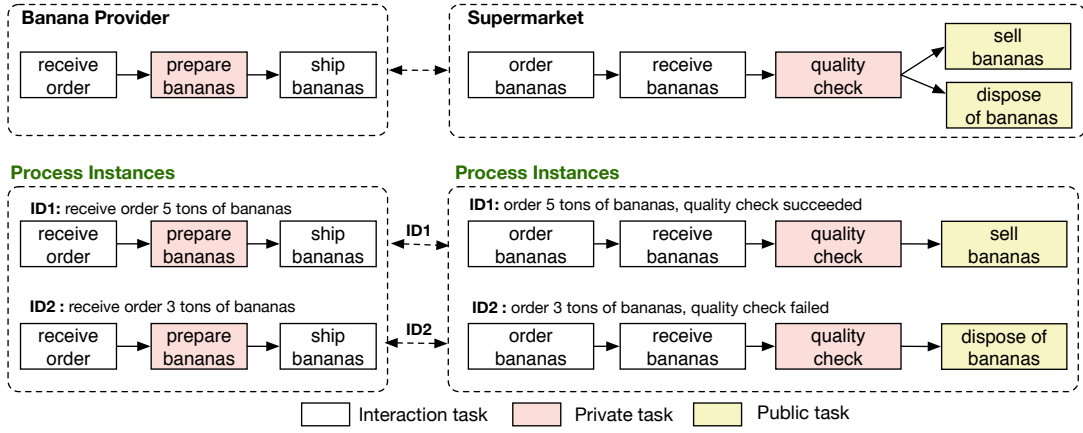 Banana Provider
receive
order
prepare
bananas
ship
bananas
Supermarket
order
bananas
receive
bananas
quality
check
sell
bananas
dispose
of bananas
Process Instances
ID1: receive order 5 tons of bananas
receive
order
prepare
bananas
ship
bananas
ID1
ID2 : receive order 3 tons of bananas
receive
order
prepare
bananas
ship
bananas
ID2
Process Instances
ID1: order 5 tons of bananas, quality check succeeded
order
bananas
receive
bananas
quality
check
sell
bananas
ID2 : order 3 tons of bananas, quality check failed
order
bananas
receive
bananas
quality
check
dispose of
bananas
Interaction task
Private task
Public task